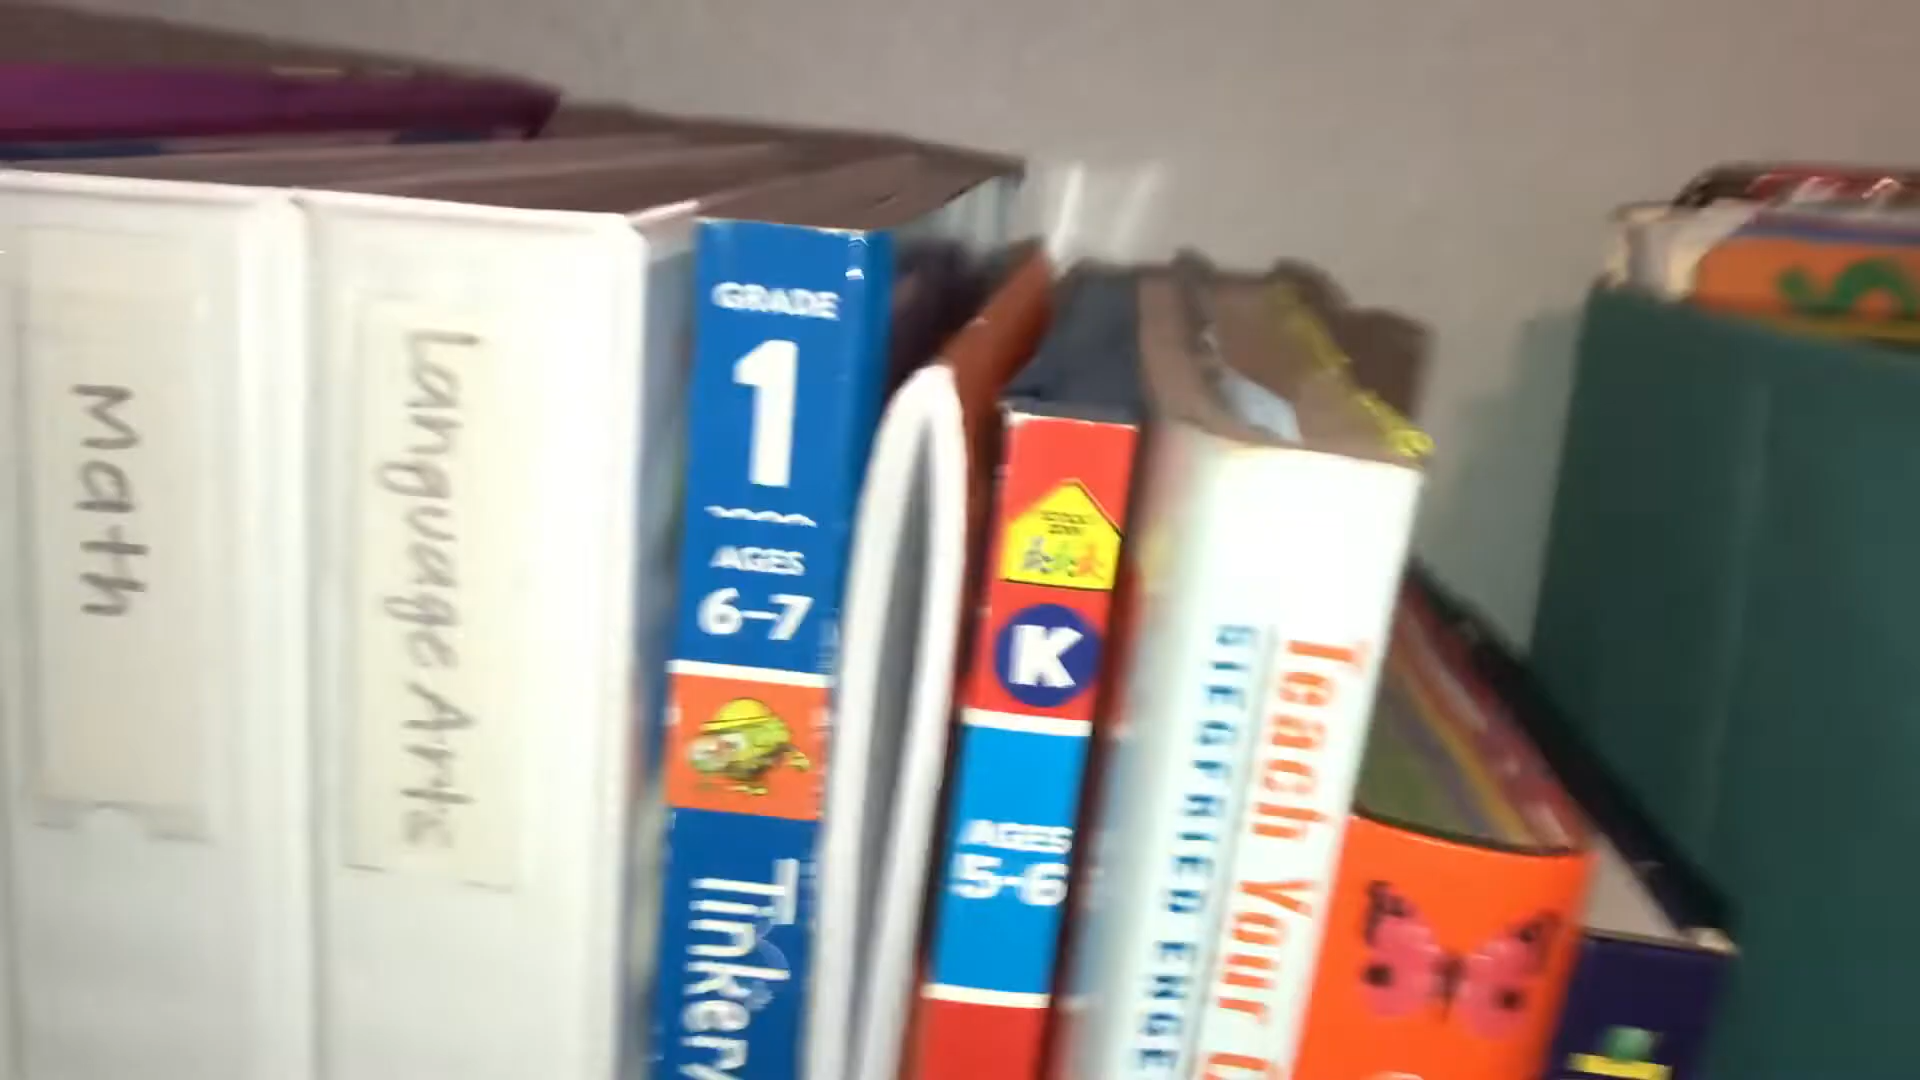 Math
Language Arts
GRADE
1
AGES
6-7
Tinker
K
AGES
5-6
SIEGFRIED ENGE
Teach Your